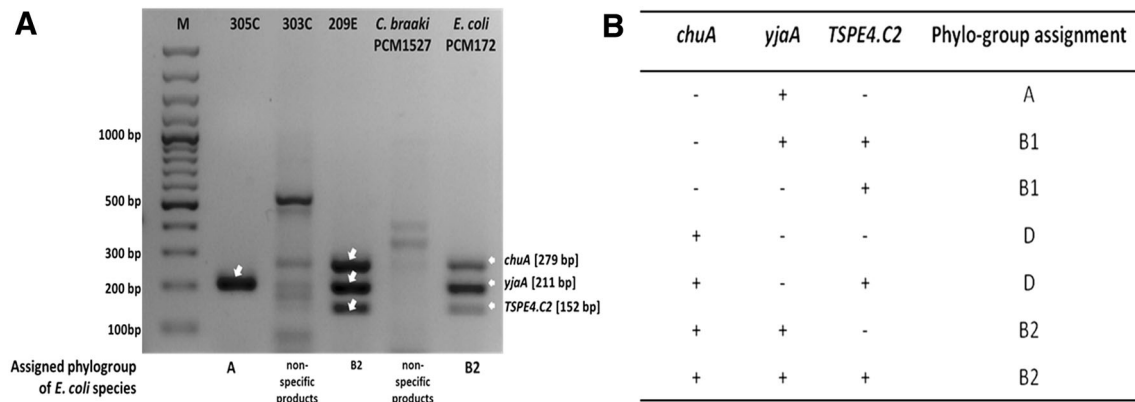 A
M 305C 303C 209E C. braaki E. coli
PCM1527 PCM172
1000 bp
500 bp
300 bp
200 bp
100bp
chuA [279 bp]
yjaA [211 bp]
TSPE4.C2 [152 bp]
Assigned phylogroup
of E. coli species
A
non-
specific
products
B2
non-
specific
products
B2
B
chuA yjaA TSPE4.C2 Phylo-group assignment
- + - A
- + + B1
- - + B1
+ - - D
+ - + D
+ + - B2
+ + + B2